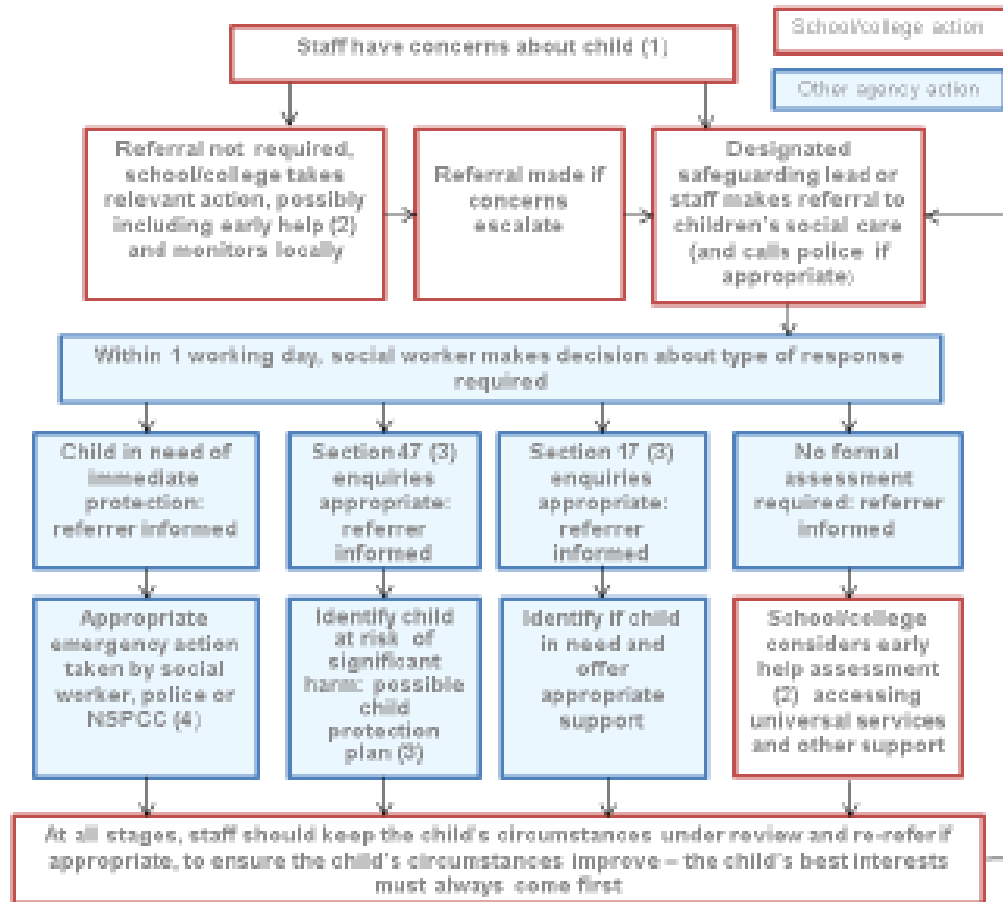 School/college action
Staff have concerns about child (1)
Other agency action
Referral not required,
school/college takes
relevant action, possibly
including early help (2)
and monitors locally
Referral made if
concerns
escalate
Designated
safeguarding lead or
staff makes referral to
children's social care
(and calls police if
appropriate)
Within 1 working day, social worker makes decision about type of response
required
Child in need of
immediate
protection:
referrer informed
Section 47 (3)
enquiries
appropriate:
referrer
informed
Section 17 (3)
enquiries
appropriate:
referrer
informed
No formal
assessment
required: referrer
informed
Appropriate
emergency action
taken by social
worker, police or
NSPCC (4)
Identify child
at risk of
significant
harm: possible
child
protection
plan (3)
Identify if child
in need and
offer
appropriate
support
School/college
considers early
help assessment
(2) accessing
universal services
and other support
At all stages, staff should keep the child's circumstances under review and re-refer if
appropriate, to ensure the child's circumstances improve – the child's best interests
must always come first